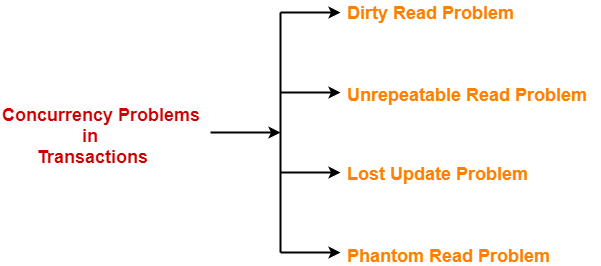 Dirty Read Problem
Unrepeatable Read Problem
Concurrency Problems
in
Transactions
Lost Update Problem
Phantom Read Problem